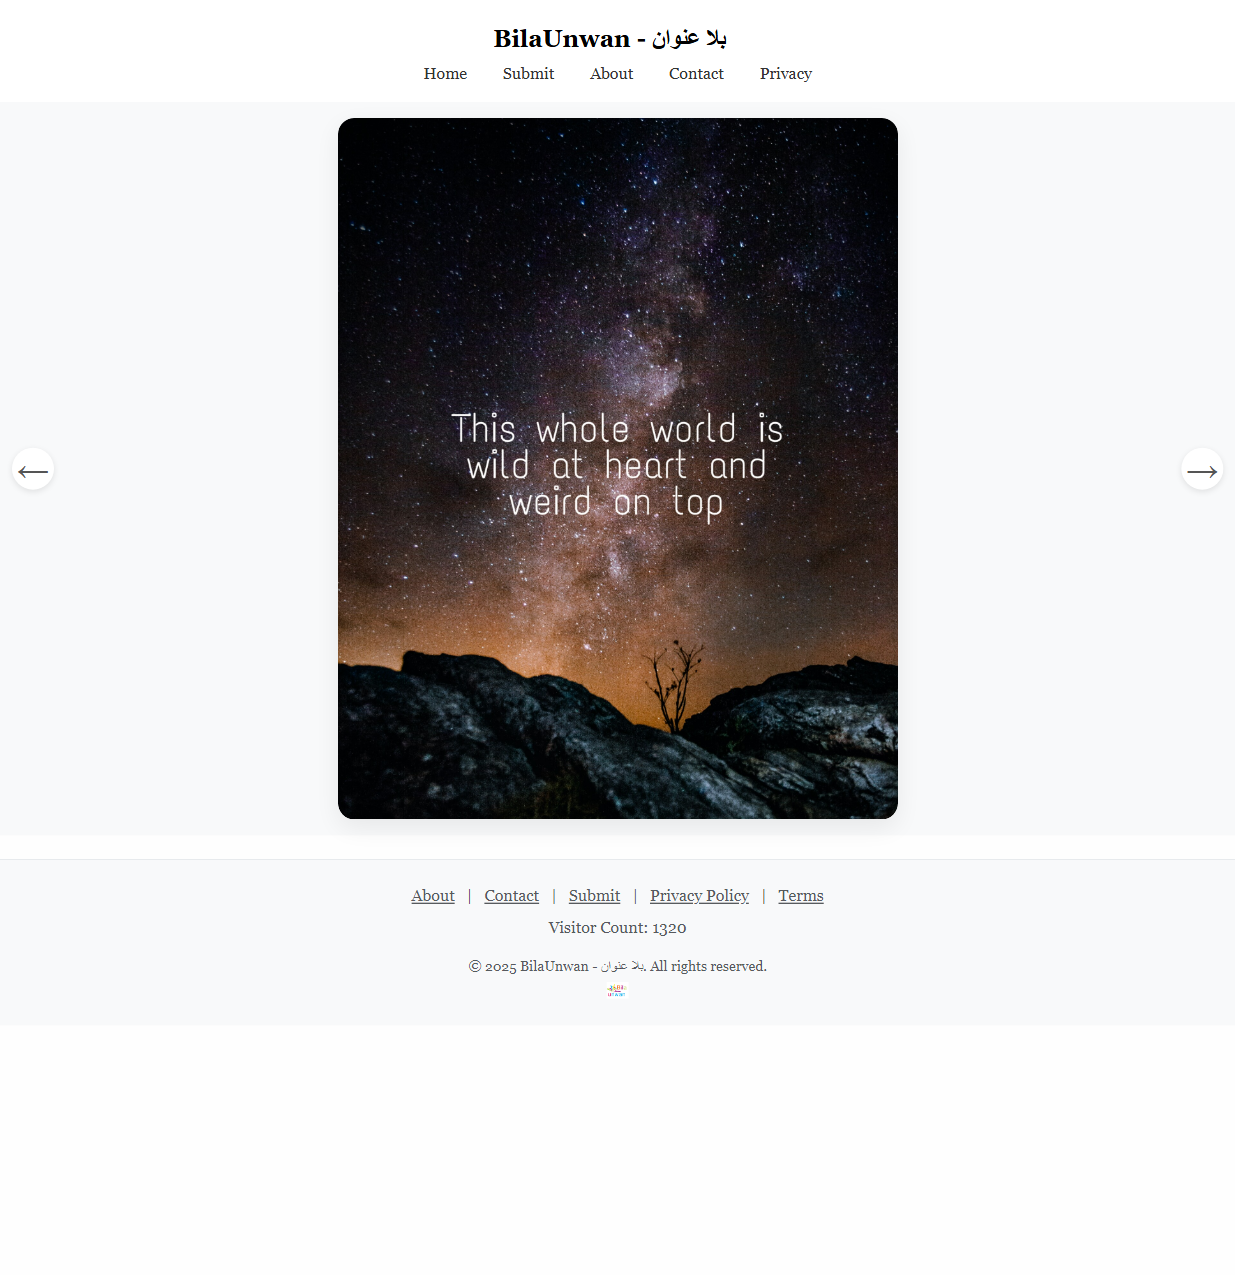 BilaUnwan - بلا عنوان
Home Submit About Contact Privacy
This whole world is
wild at heart and
weird on top
← →
About | Contact | Submit | Privacy Policy | Terms
Visitor Count: 1320
© 2025 BilaUnwan - بلا عنوان. All rights reserved.